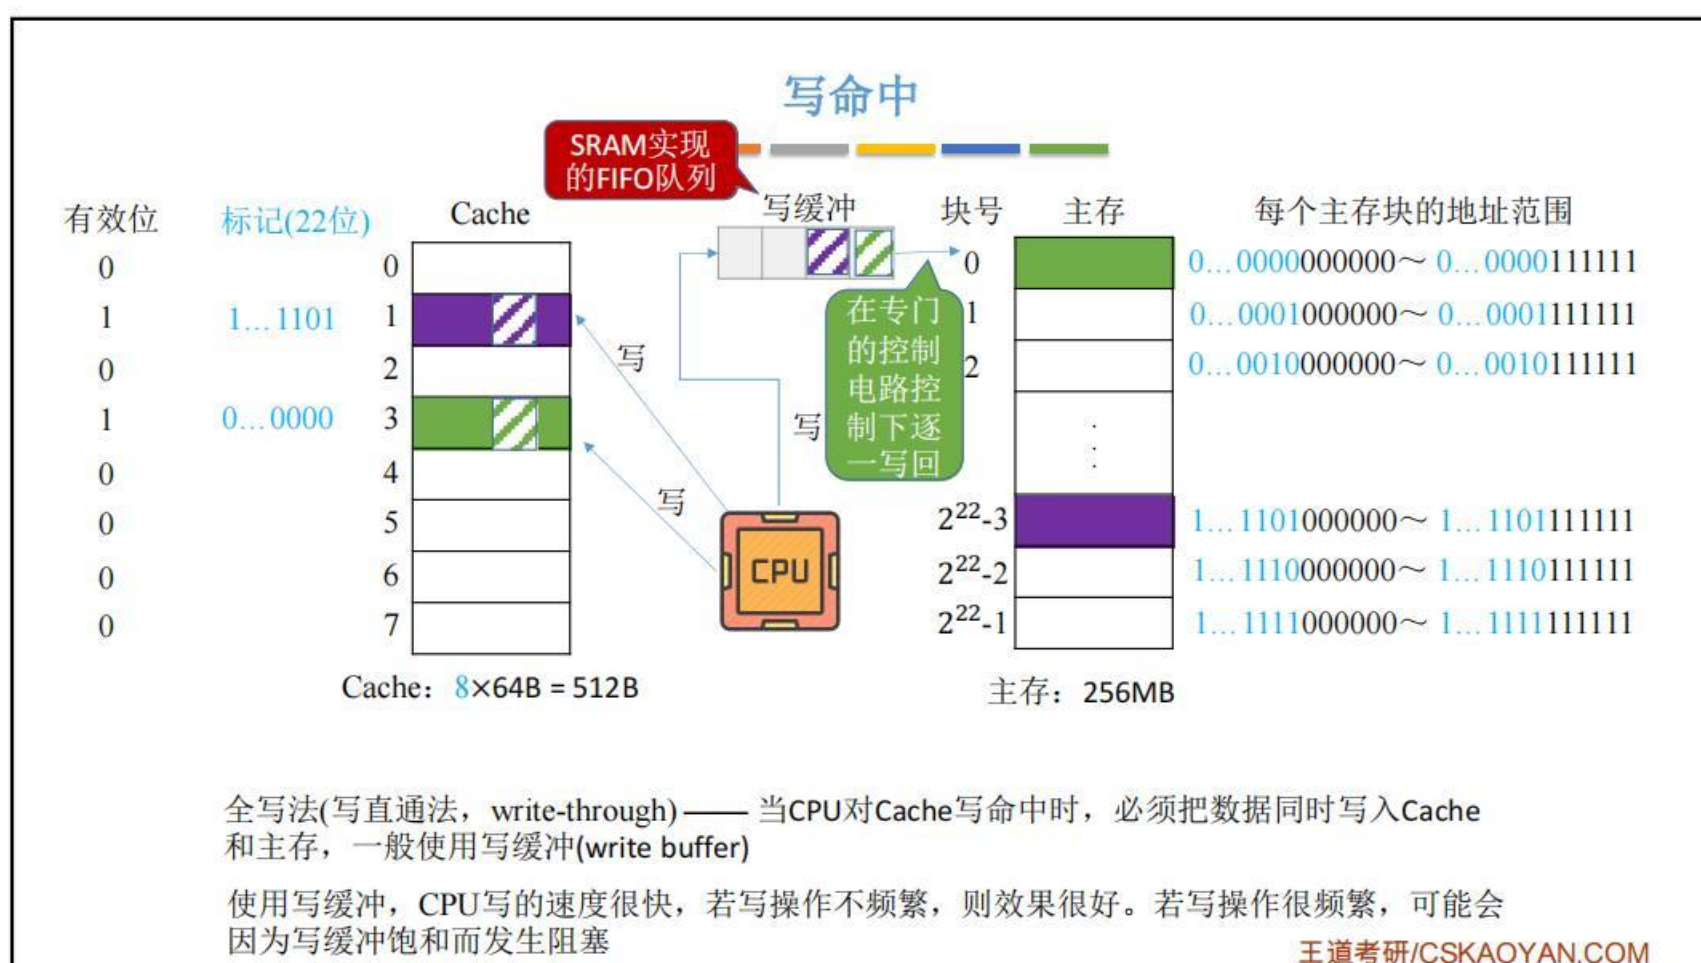 写命中
SRAM实现
的FIFO队列
有效位 标记(22位) Cache 写缓冲 块号 主存 每个主存块的地址范围
0 0 0 0...0000000000～ 0...0000111111
1 1...1101 1 1 0...0001000000～ 0...0001111111
0 2 2 0...0010000000～ 0...0010111111
1 0...0000 3
0 4
0 5 2²²-3 1...1101000000～ 1...1101111111
0 6 2²²-2 1...1110000000～ 1...1110111111
0 7 2²²-1 1...1111000000～ 1...1111111111
写
写
写
在专门
的控制
电路控
制下逐
一写回
CPU
Cache：8×64B = 512B
主存：256MB
全写法(写直通法，write-through) —— 当CPU对Cache写命中时，必须把数据同时写入Cache
和主存，一般使用写缓冲(write buffer)
使用写缓冲，CPU写的速度很快，若写操作不频繁，则效果很好。若写操作很频繁，可能会
因为写缓冲饱和而发生阻塞
王道考研/CSKAOYAN.COM